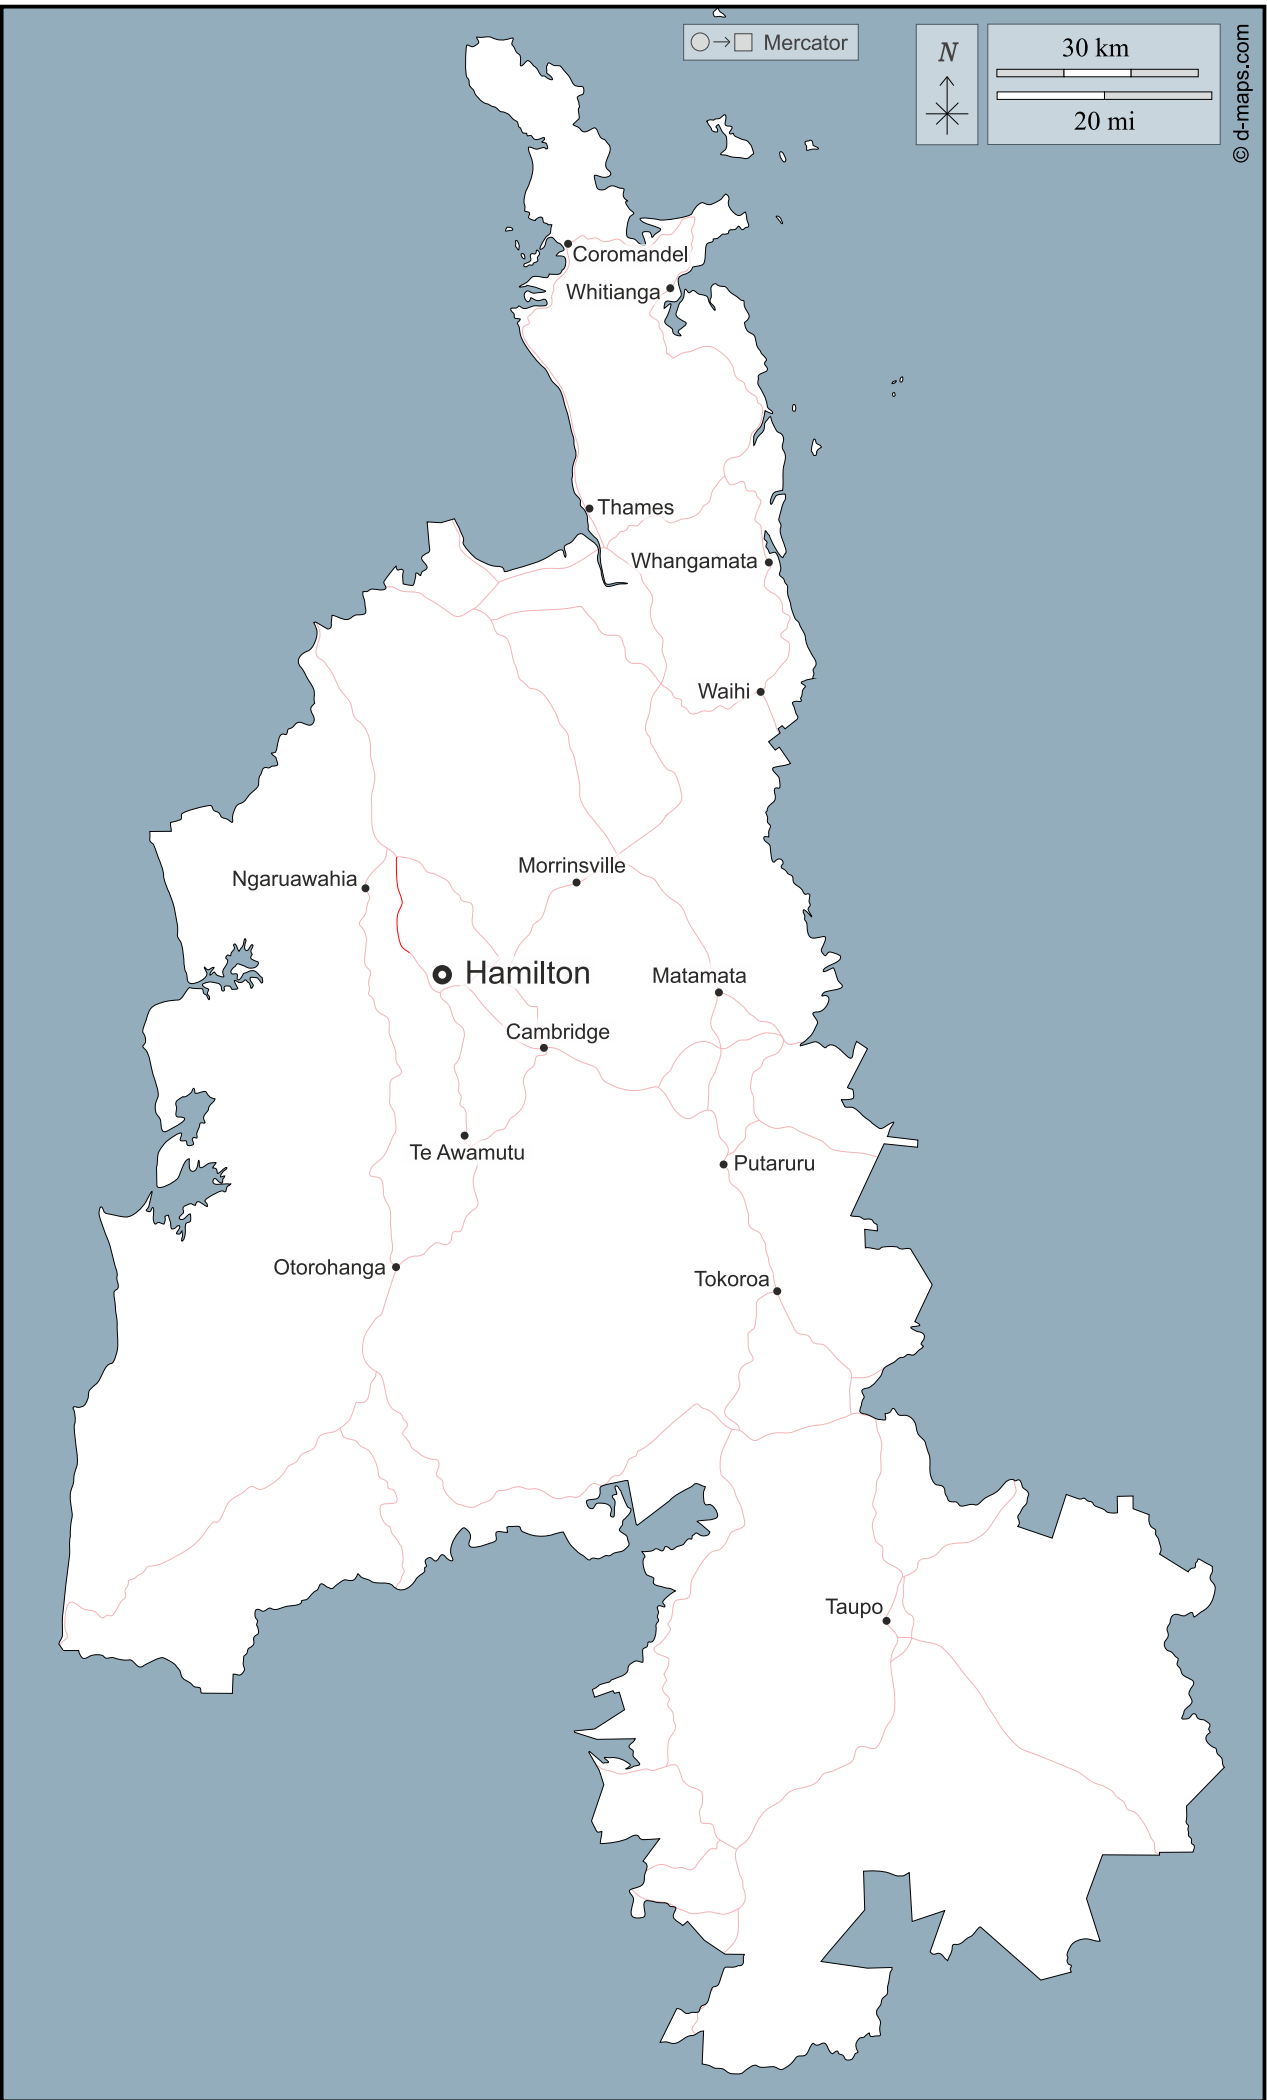 Mercator
N
30 km
20 mi
© d-maps.com
Coromandel
Whitianga
Thames
Whangamata
Waihi
Morrinsville
Ngaruawahia
Hamilton
Matamata
Cambridge
Te Awamutu
Putaruru
Otorohanga
Tokoroa
Taupo